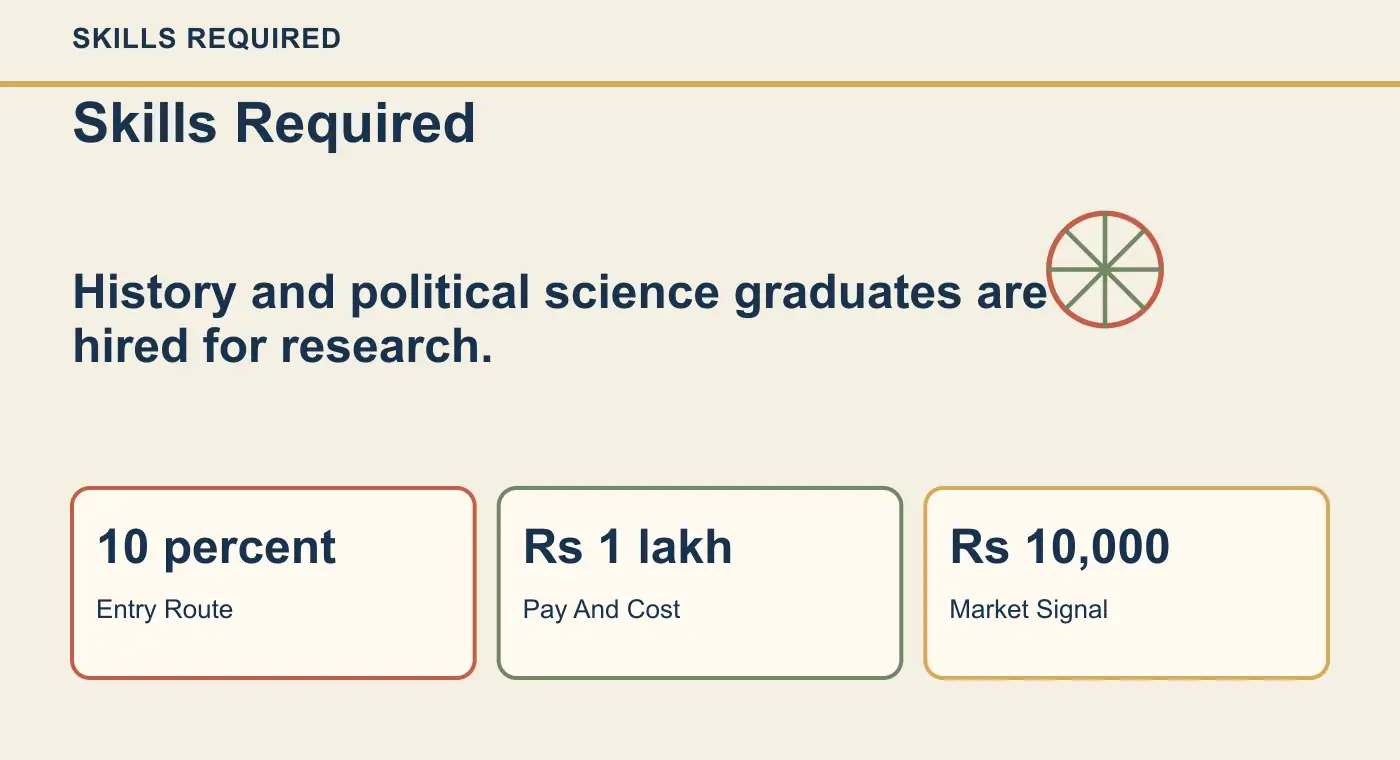 SKILLS REQUIRED
Skills Required
History and political science graduates are
hired for research.
10 percent
Entry Route
Rs 1 lakh
Pay And Cost
Rs 10,000
Market Signal